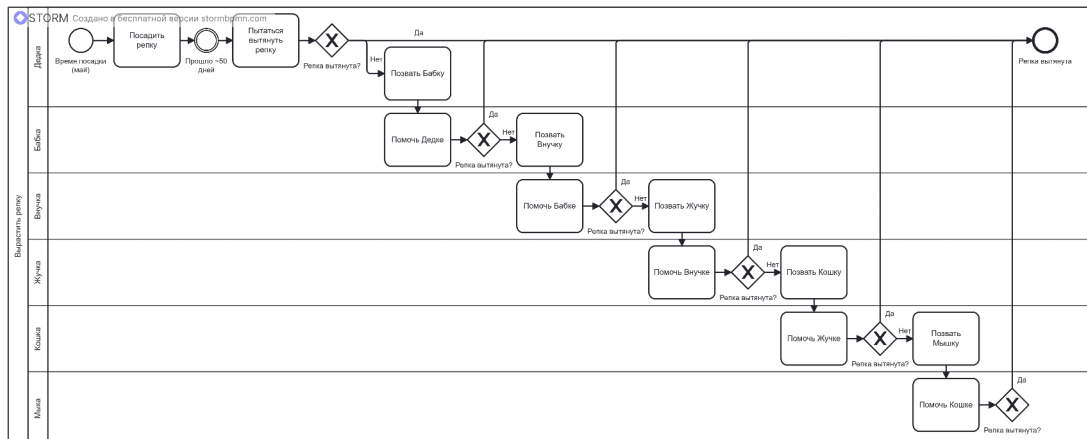 STORM Создано в бесплатной версии stormbpmn.com
Вырастить репку
Дедка
Время посадки
(май)
Посадить
репку
Прошло ~50
дней
Пытаться
вытянуть
репку
Репка вытянута?
Да
Нет
Позвать Бабку
Репка вытянута
Бабка
Помочь Дедке
Репка вытянута?
Да
Нет
Позвать
Внучку
Внучка
Помочь Бабке
Репка вытянута?
Да
Нет
Позвать Жучку
Жучка
Помочь Внучке
Репка вытянута?
Да
Нет
Позвать Кошку
Кошка
Помочь Жучке
Репка вытянута?
Да
Нет
Позвать
Мышку
Мыка
Помочь Кошке
Репка вытянута?
Да